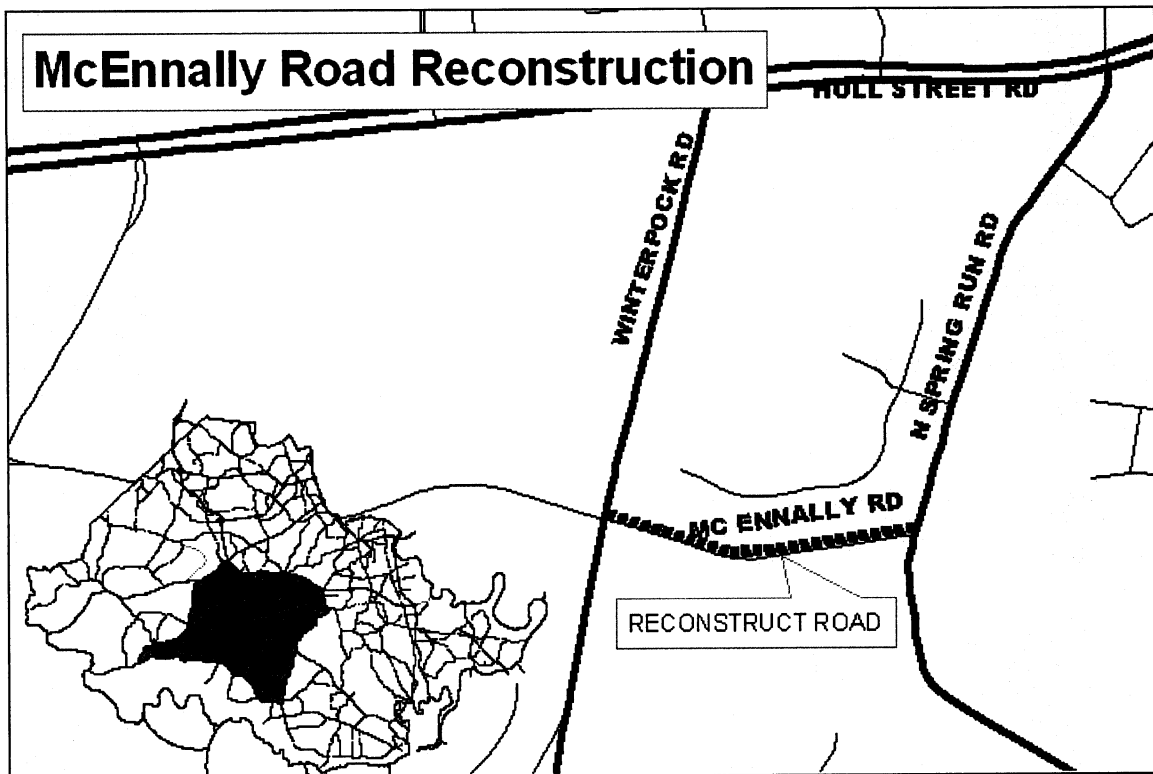 McEnnally Road Reconstruction
HULL STREET RD
WINTERPOCK RD
N SPRING RUN RD
MC ENNALLY RD
RECONSTRUCT ROAD